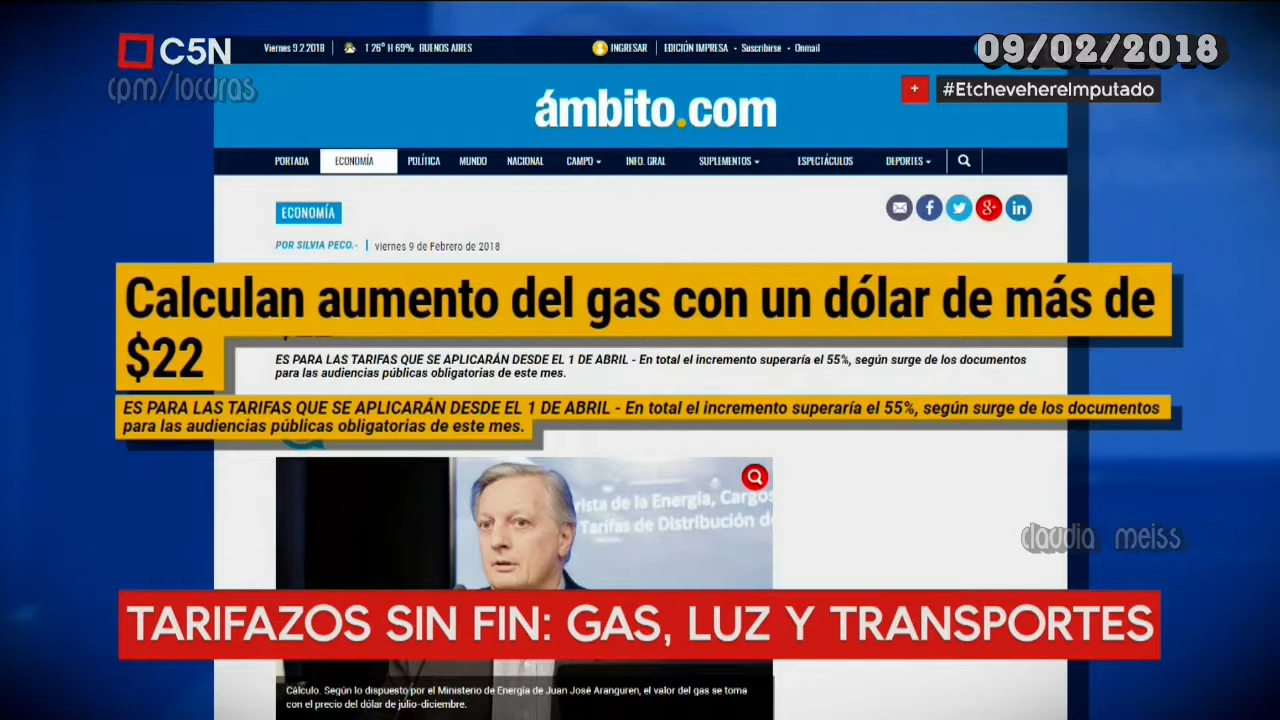 C5N
cpm/locuras
Viernes 9.2.2018 T 26° H 69% BUENOS AIRES
INGRESAR EDICIÓN IMPRESA - Suscribirse - Onmail
09/02/2018
+ #EtchevehereImputado
ámbito.com
PORTADA ECONOMÍA POLÍTICA MUNDO NACIONAL CAMPO INFO. GRAL SUPLEMENTOS ESPECTÁCULOS DEPORTES
ECONOMÍA
f g+ in
POR SILVIA PECO.- | viernes 9 de Febrero de 2018
Calculan aumento del gas con un dólar de más de
$22
ES PARA LAS TARIFAS QUE SE APLICARÁN DESDE EL 1 DE ABRIL - En total el incremento superaría el 55%, según surge de los documentos
para las audiencias públicas obligatorias de este mes.
ES PARA LAS TARIFAS QUE SE APLICARÁN DESDE EL 1 DE ABRIL - En total el incremento superaría el 55%, según surge de los documentos
para las audiencias públicas obligatorias de este mes.
rista de la Energía, Cargos
Tarifas de Distribución de
claudia meiss
TARIFAZOS SIN FIN: GAS, LUZ Y TRANSPORTES
Cálculo. Según lo dispuesto por el Ministerio de Energía de Juan José Aranguren, el valor del gas se toma
con el precio del dólar de julio-diciembre.